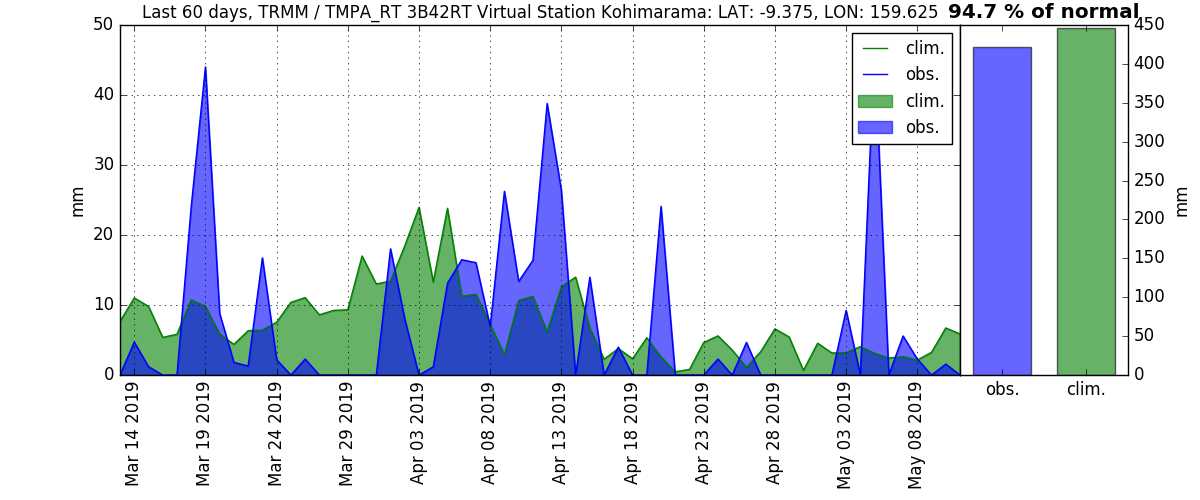 Last 60 days, TRMM / TMPA_RT 3B42RT Virtual Station Kohimarama: LAT: -9.375, LON: 159.625 94.7 % of normal
50
40
30
20
10
0
mm
clim.
obs.
clim.
obs.
450
400
350
300
250
200
150
100
50
0
mm
Mar 14 2019
Mar 19 2019
Mar 24 2019
Mar 29 2019
Apr 03 2019
Apr 08 2019
Apr 13 2019
Apr 18 2019
Apr 23 2019
Apr 28 2019
May 03 2019
May 08 2019
obs.
clim.